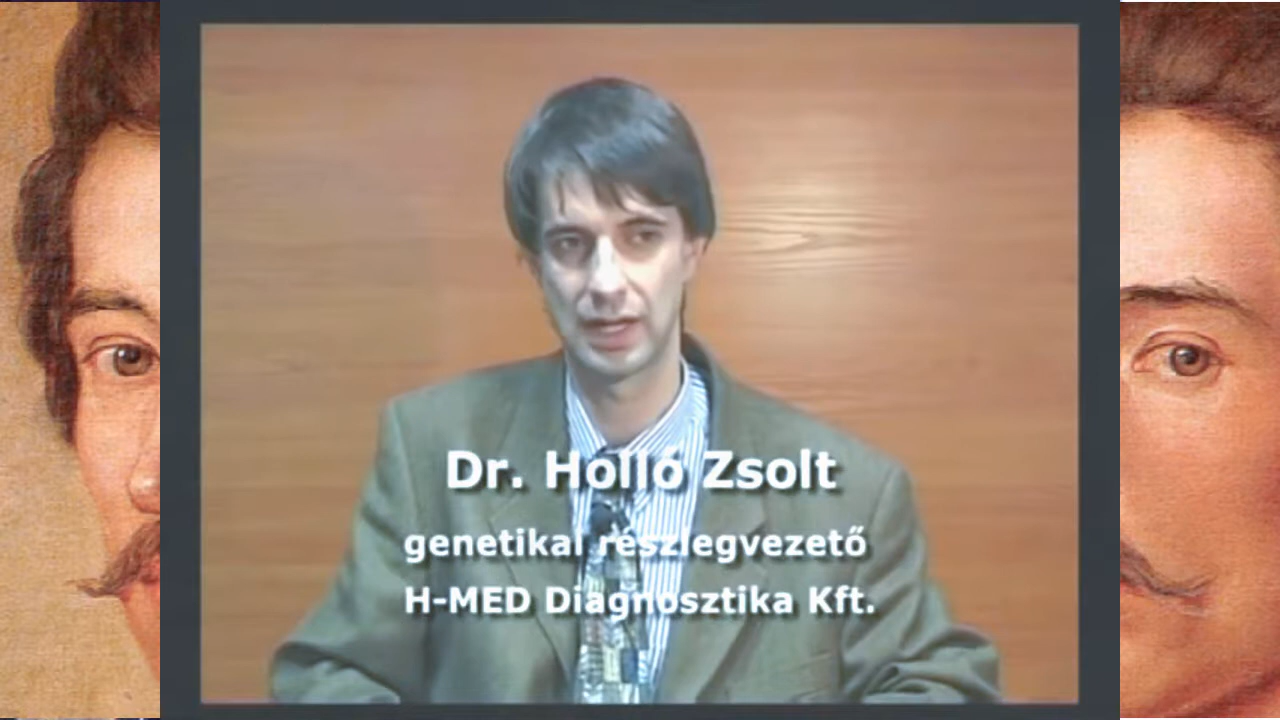 Dr. Holló Zsolt
genetikai részlegvezető
H-MED Diagnosztika Kft.